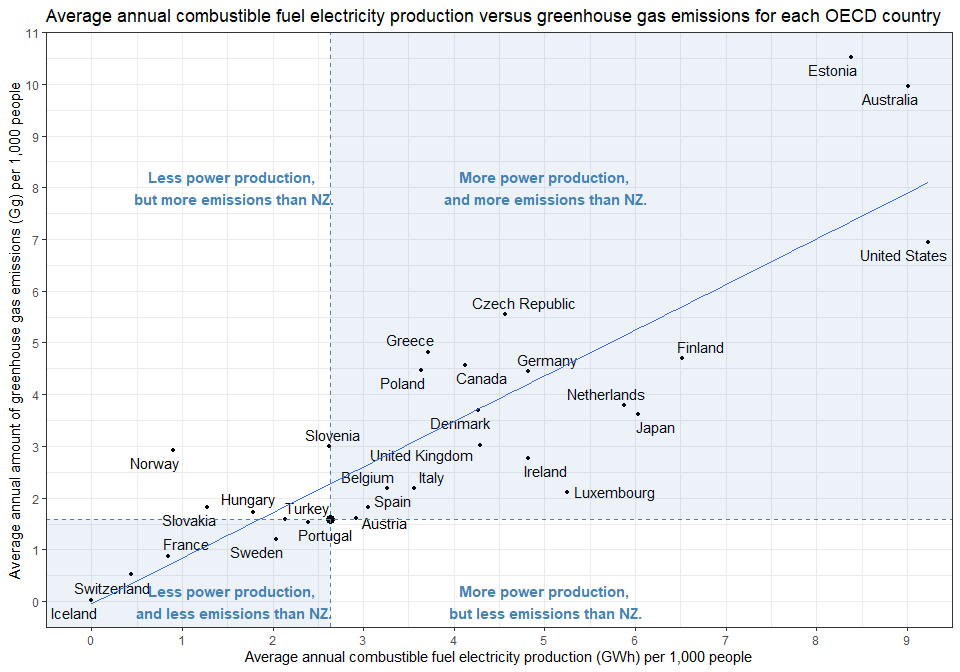 Average annual combustible fuel electricity production versus greenhouse gas emissions for each OECD country
Average annual amount of greenhouse gas emissions (Gg) per 1,000 people
11
10
9
8
7
6
5
4
3
2
1
0
Estonia
Australia
Less power production,
but more emissions than NZ.
More power production,
and more emissions than NZ.
United States
Czech Republic
Greece
Finland
Germany
Poland
Canada
Netherlands
Denmark
Japan
Slovenia
United Kingdom
Norway
Ireland
Belgium
Italy
Luxembourg
Hungary
Spain
Turkey
Slovakia
Austria
Portugal
France
Sweden
Switzerland
Iceland
Less power production,
and less emissions than NZ.
More power production,
but less emissions than NZ.
0 1 2 3 4 5 6 7 8 9
Average annual combustible fuel electricity production (GWh) per 1,000 people